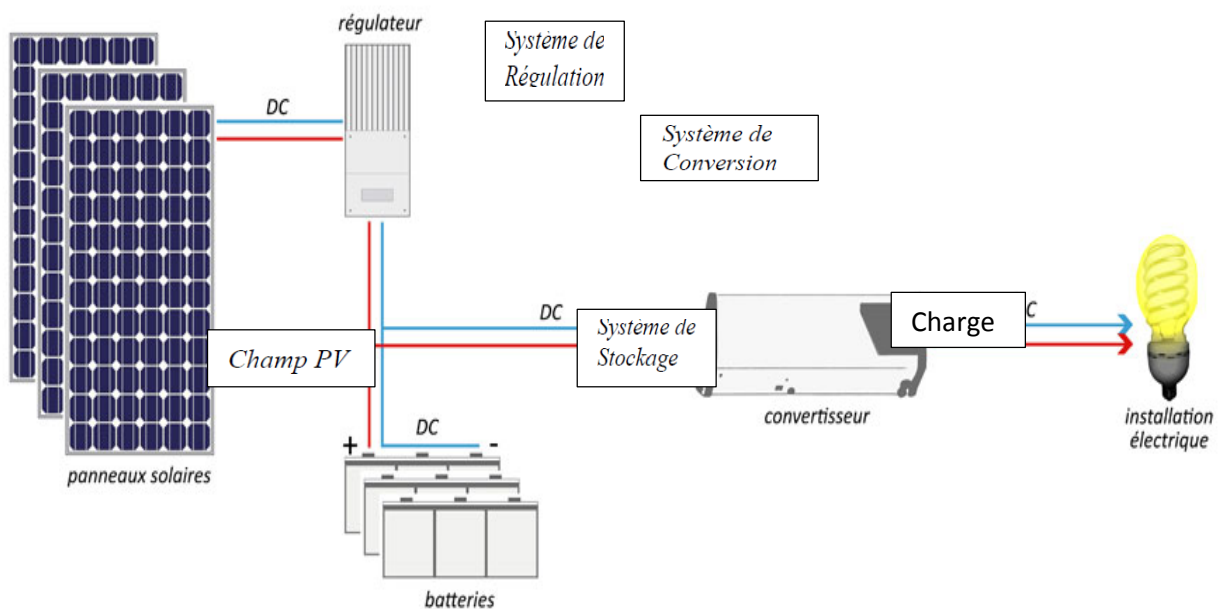 régulateur
Système de
Régulation
DC
Système de
Conversion
DC
Système de
Stockage
Charge
C
Champ PV
convertisseur
installation
électrique
+
DC
-
panneaux solaires
batteries